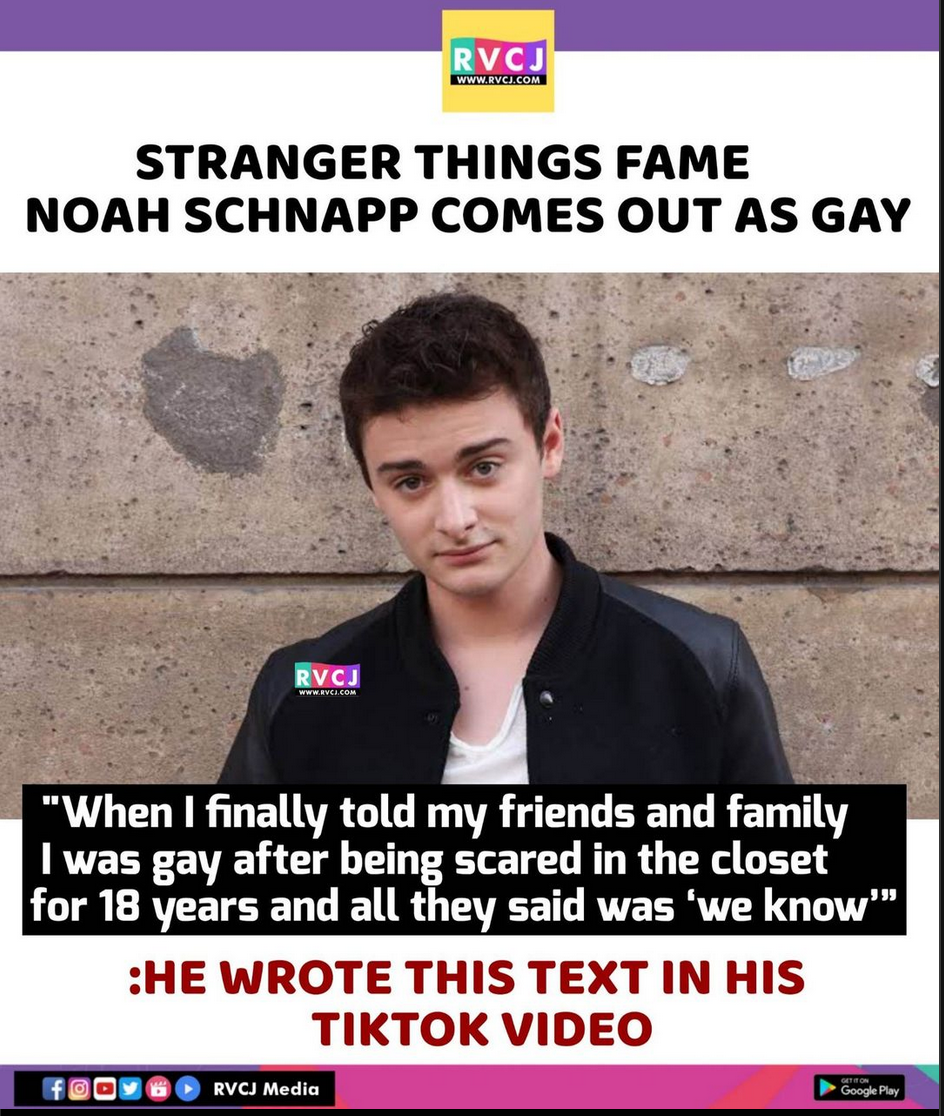 RVCJ
WWW.RVCJ.COM
STRANGER THINGS FAME
NOAH SCHNAPP COMES OUT AS GAY
RVCJ
WWW.RVCJ.COM
"When I finally told my friends and family
I was gay after being scared in the closet
for 18 years and all they said was ‘we know’”
:HE WROTE THIS TEXT IN HIS
TIKTOK VIDEO
RVCJ Media
GET IT ON
Google Play